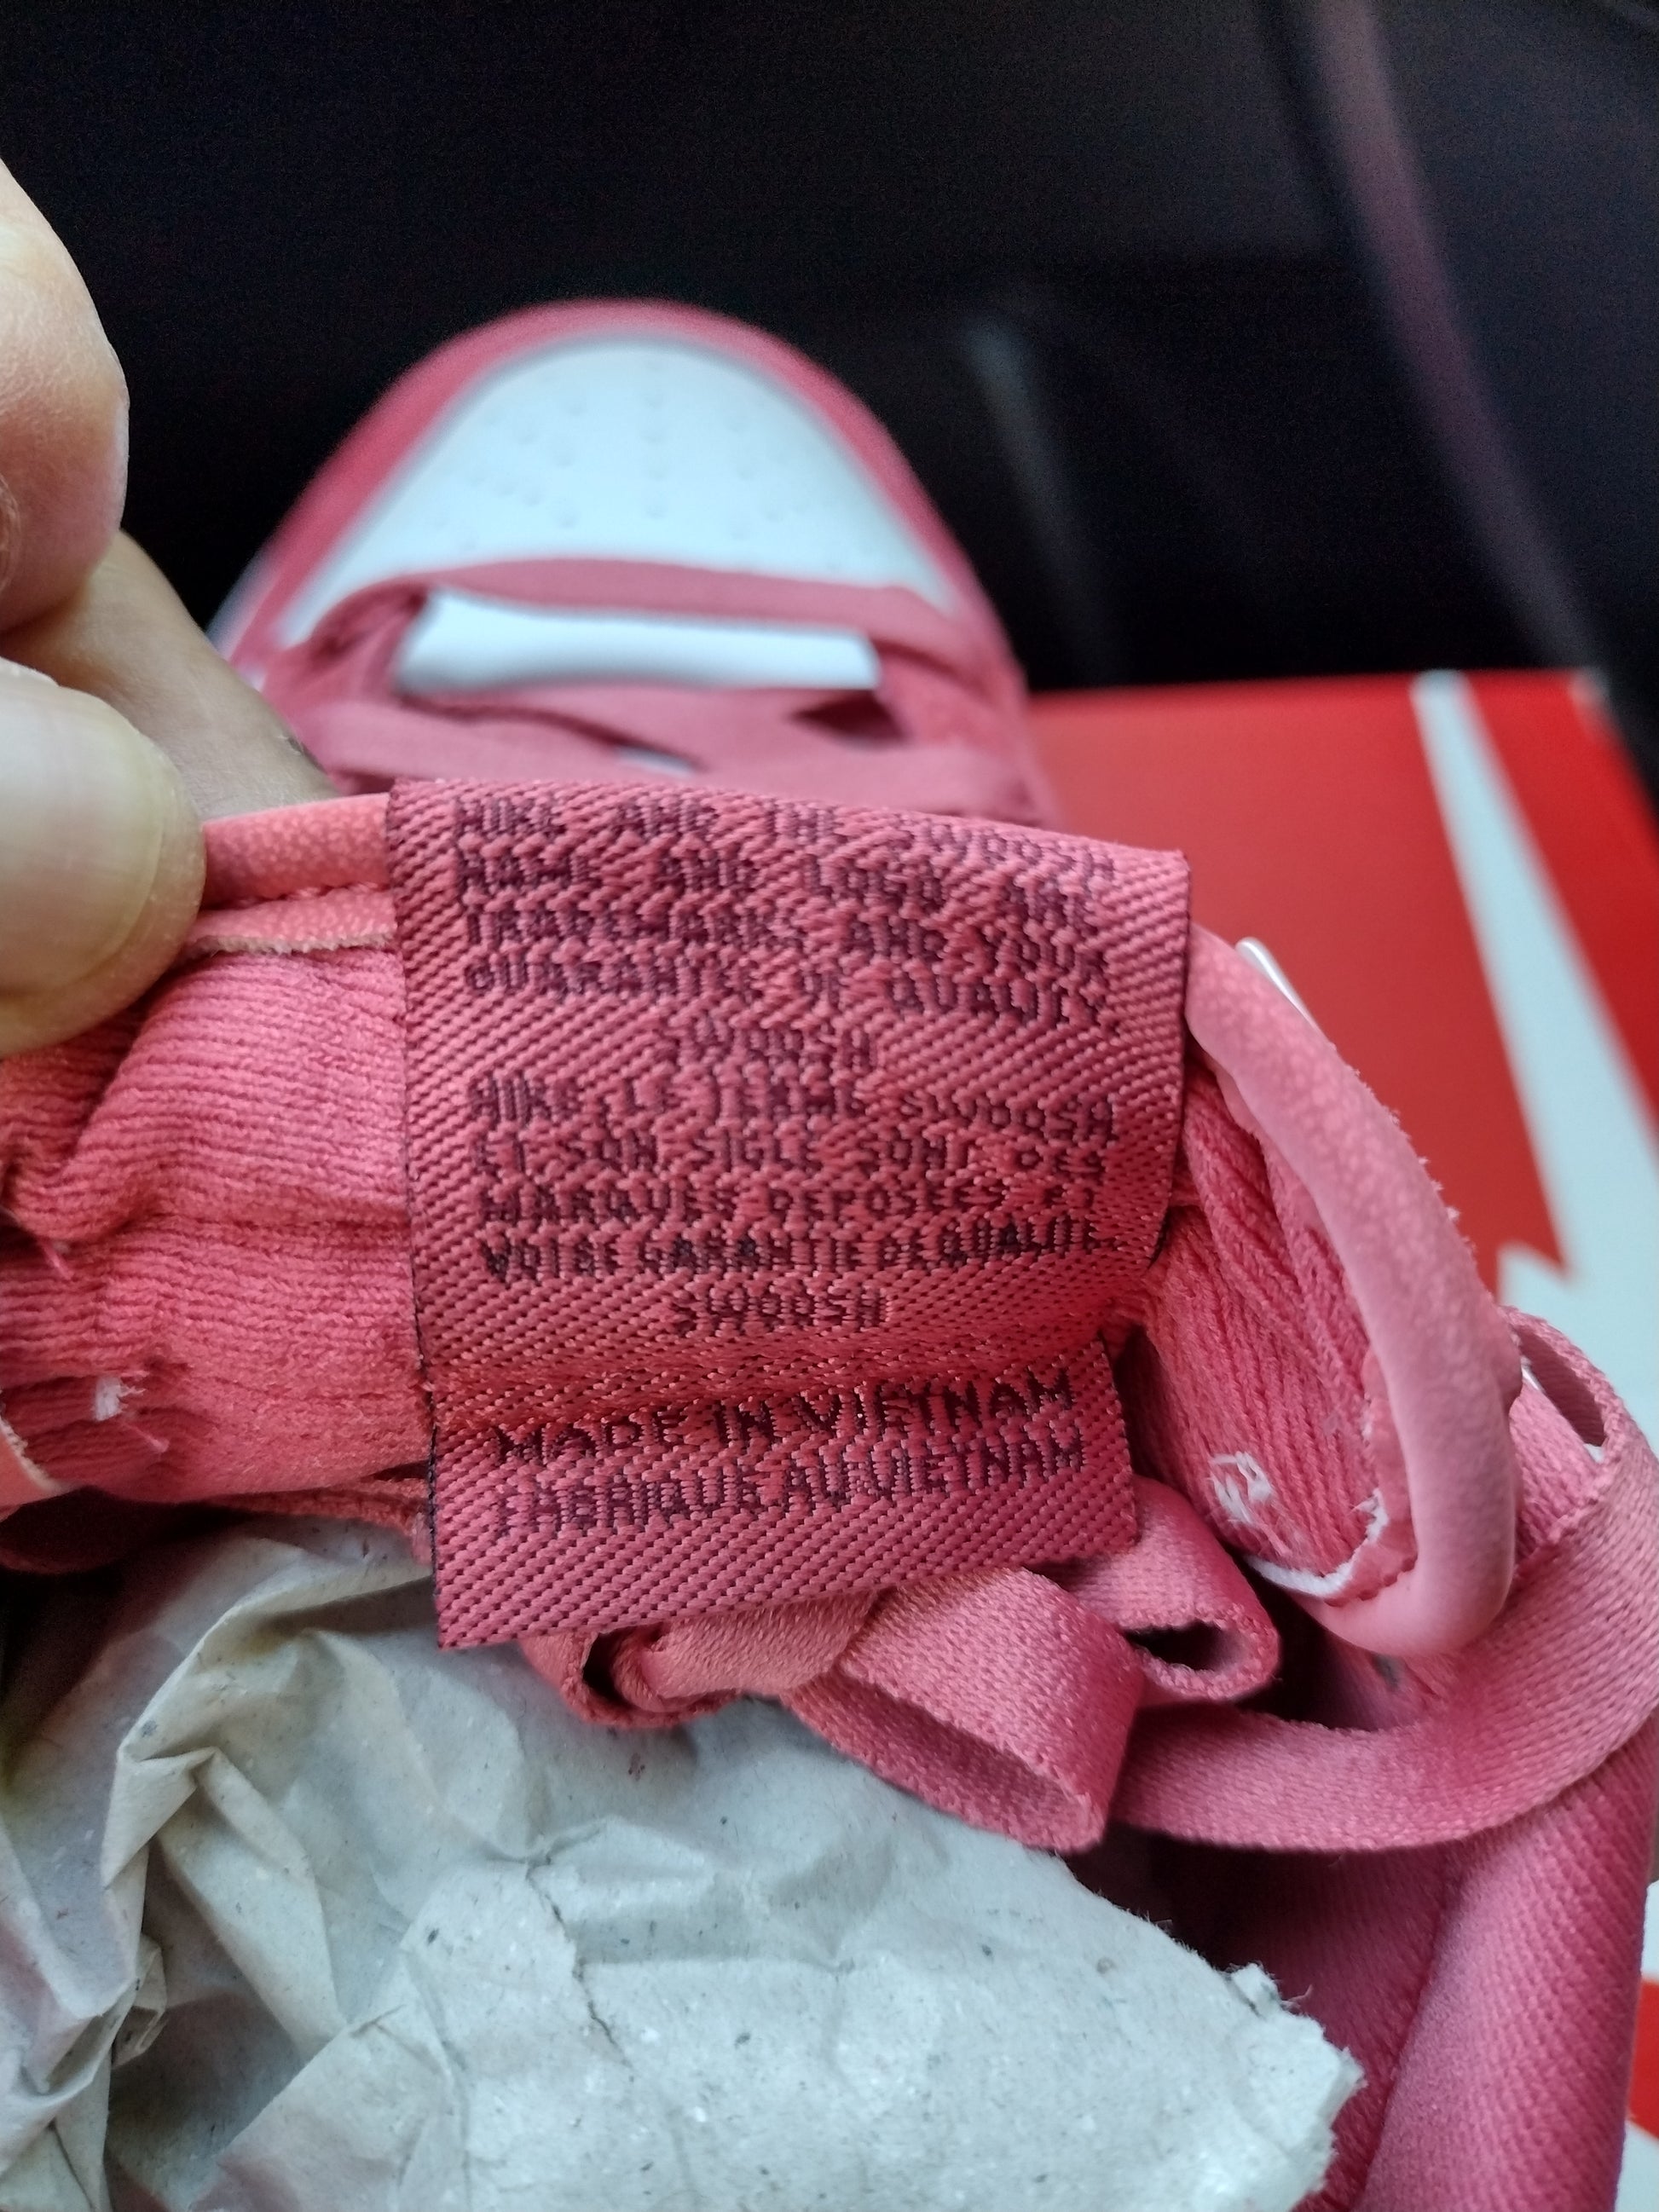 NIKE AND THE SWOOSH
NAME AND LOGO ARE
TRADEMARKS AND YOUR
GUARANTEE OF QUALITY.
SWOOSH
NIKE, LE TERME SWOOSH
ET SON SIGLE SONT DES
MARQUES DEPOSEES ET
VOTRE GARANTIE DE QUALITE.
SWOOSH
MADE IN VIETNAM
FABRIQUE AU VIETNAM